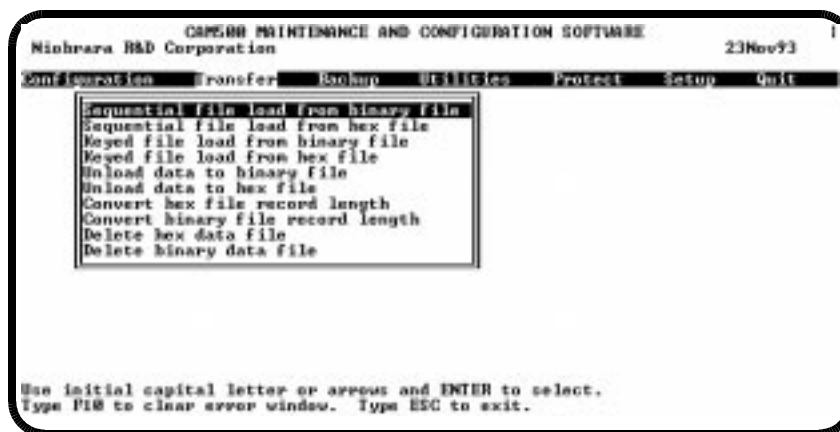 CAM500 MAINTENANCE AND CONFIGURATION SOFTWARE 1
Niobrara R&D Corporation 23Nov93
Configuration Transfer Backup Utilities Protect Setup Quit
Sequential file load from binary file
Sequential file load from hex file
Keyed file load from binary file
Keyed file load from hex file
Unload data to binary file
Unload data to hex file
Convert hex file record length
Convert binary file record length
Delete hex data file
Delete binary data file
Use initial capital letter or arrows and ENTER to select.
Type F10 to clear error window. Type ESC to exit.